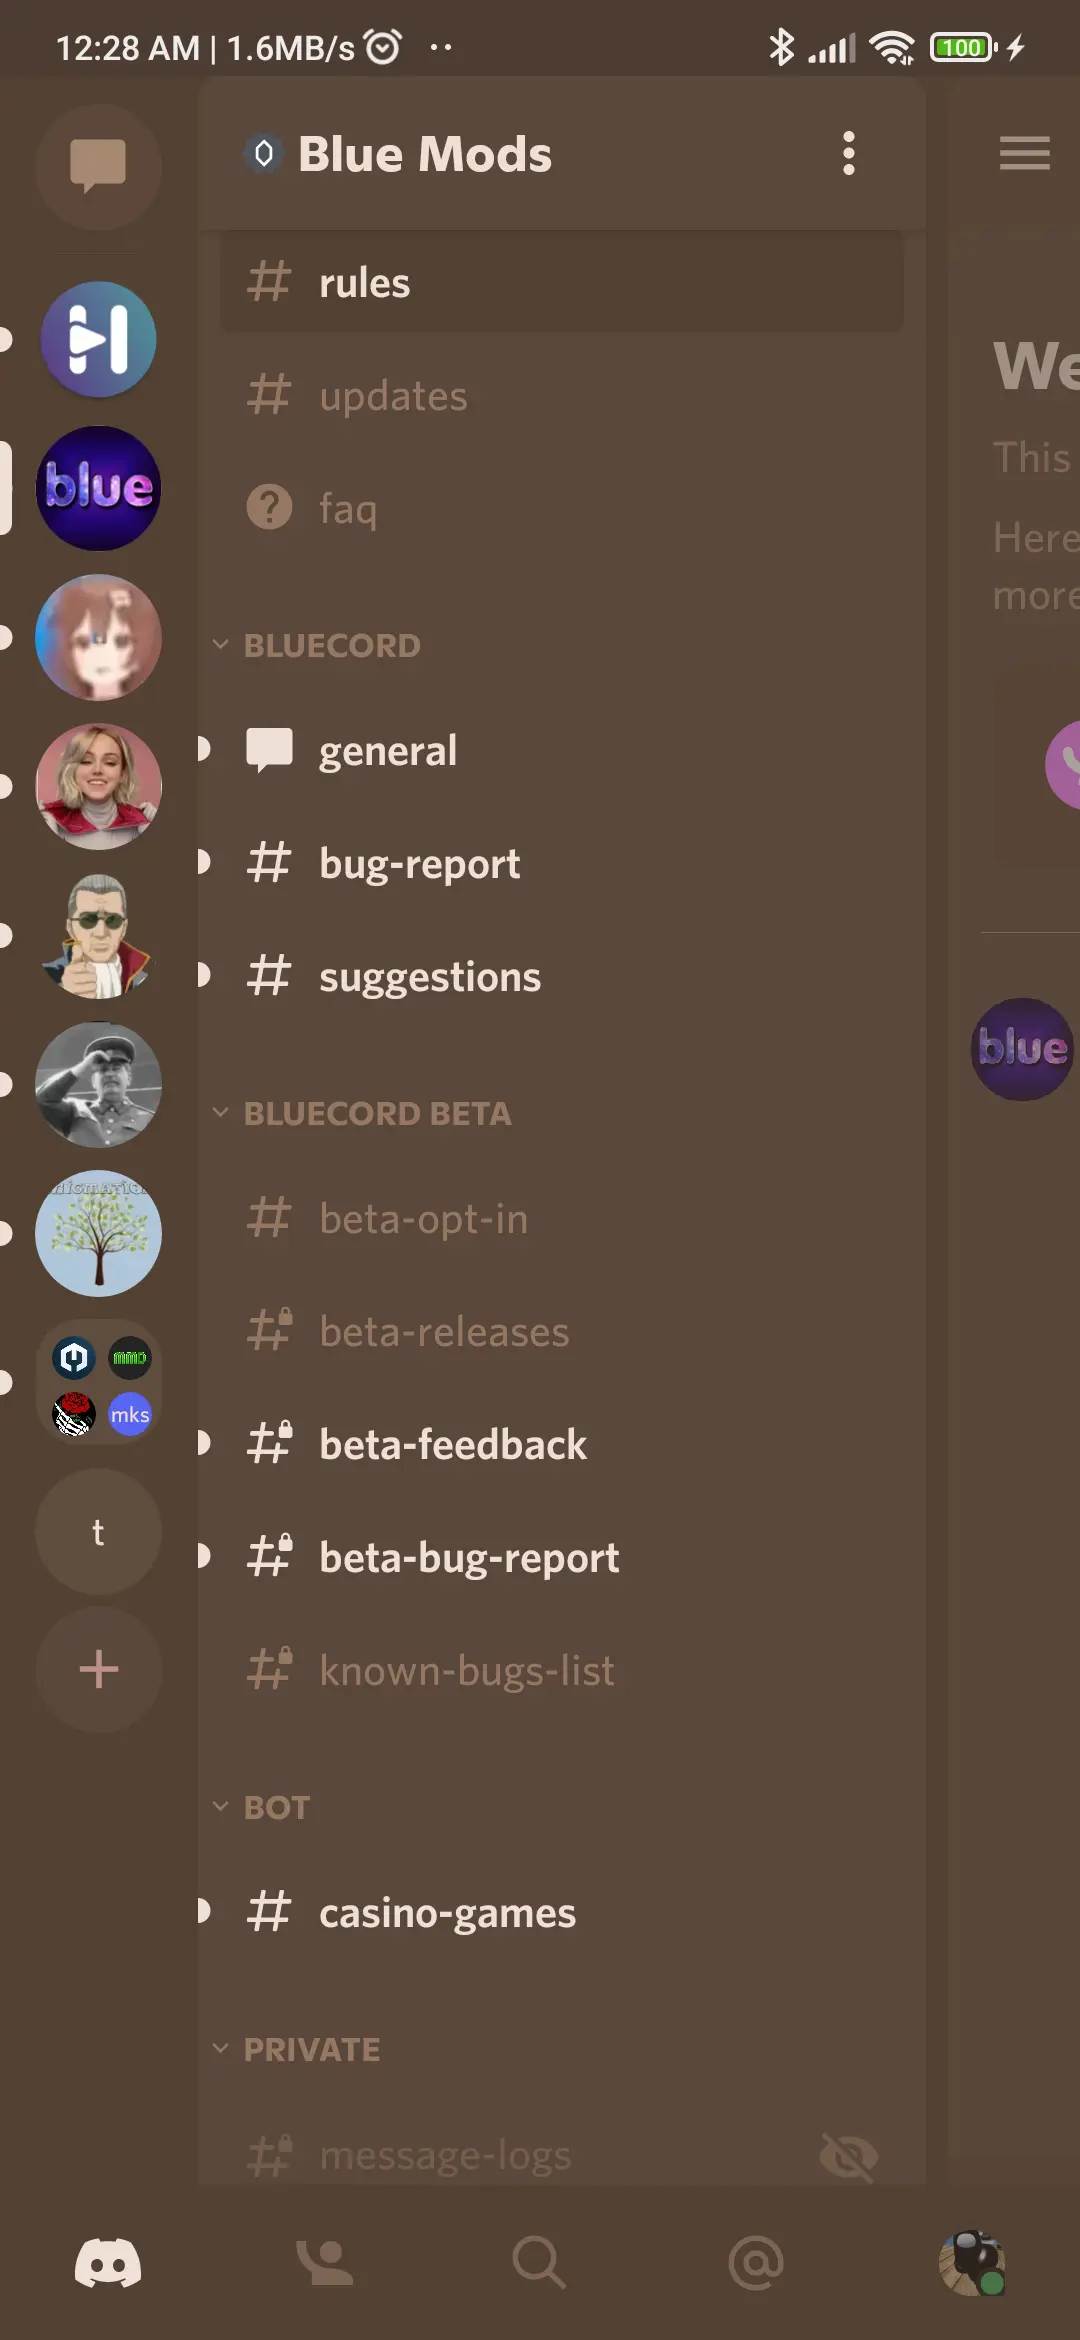 12:28 AM | 1.6MB/s
100
Blue Mods
rules
We
updates
This
faq
Here
more
blue
BLUECORD
general
bug-report
suggestions
blue
BLUECORD BETA
beta-opt-in
beta-releases
MMD
mks
beta-feedback
t
beta-bug-report
known-bugs-list
BOT
casino-games
PRIVATE
message-logs